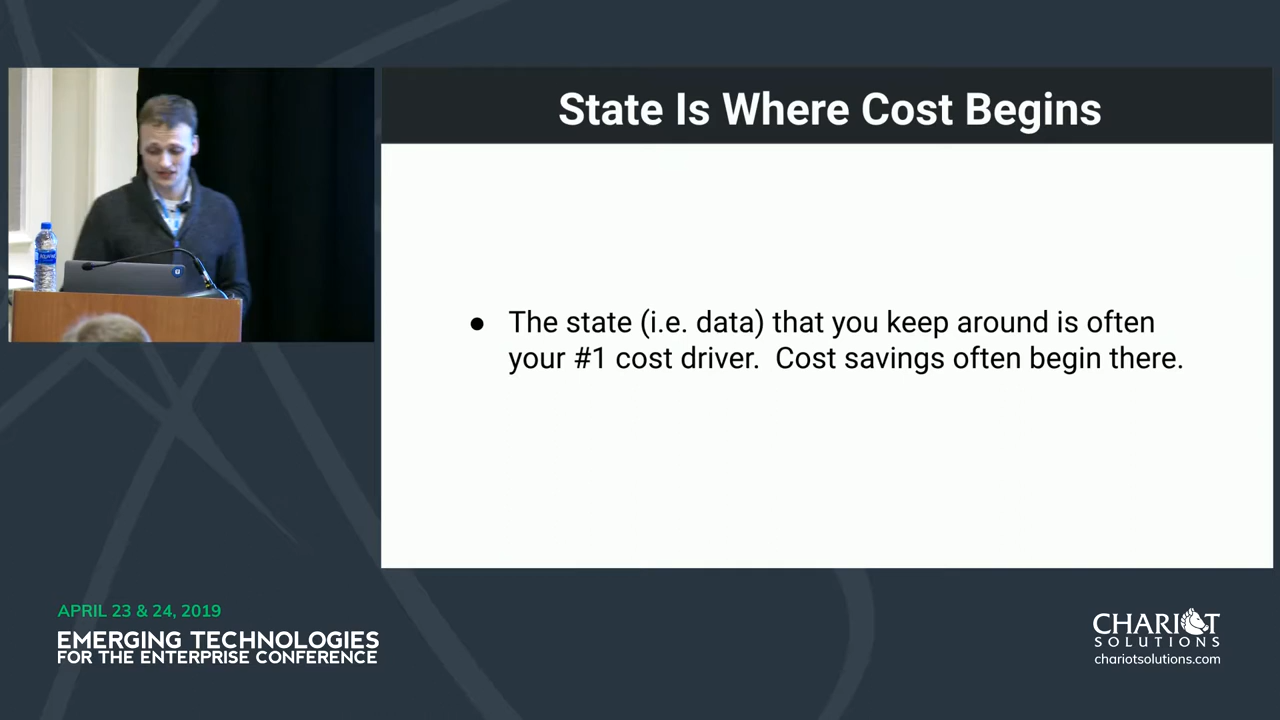 State Is Where Cost Begins
● The state (i.e. data) that you keep around is often
your #1 cost driver.  Cost savings often begin there.
APRIL 23 & 24, 2019
EMERGING TECHNOLOGIES
FOR THE ENTERPRISE CONFERENCE
CHARIOT
SOLUTIONS
chariotsolutions.com